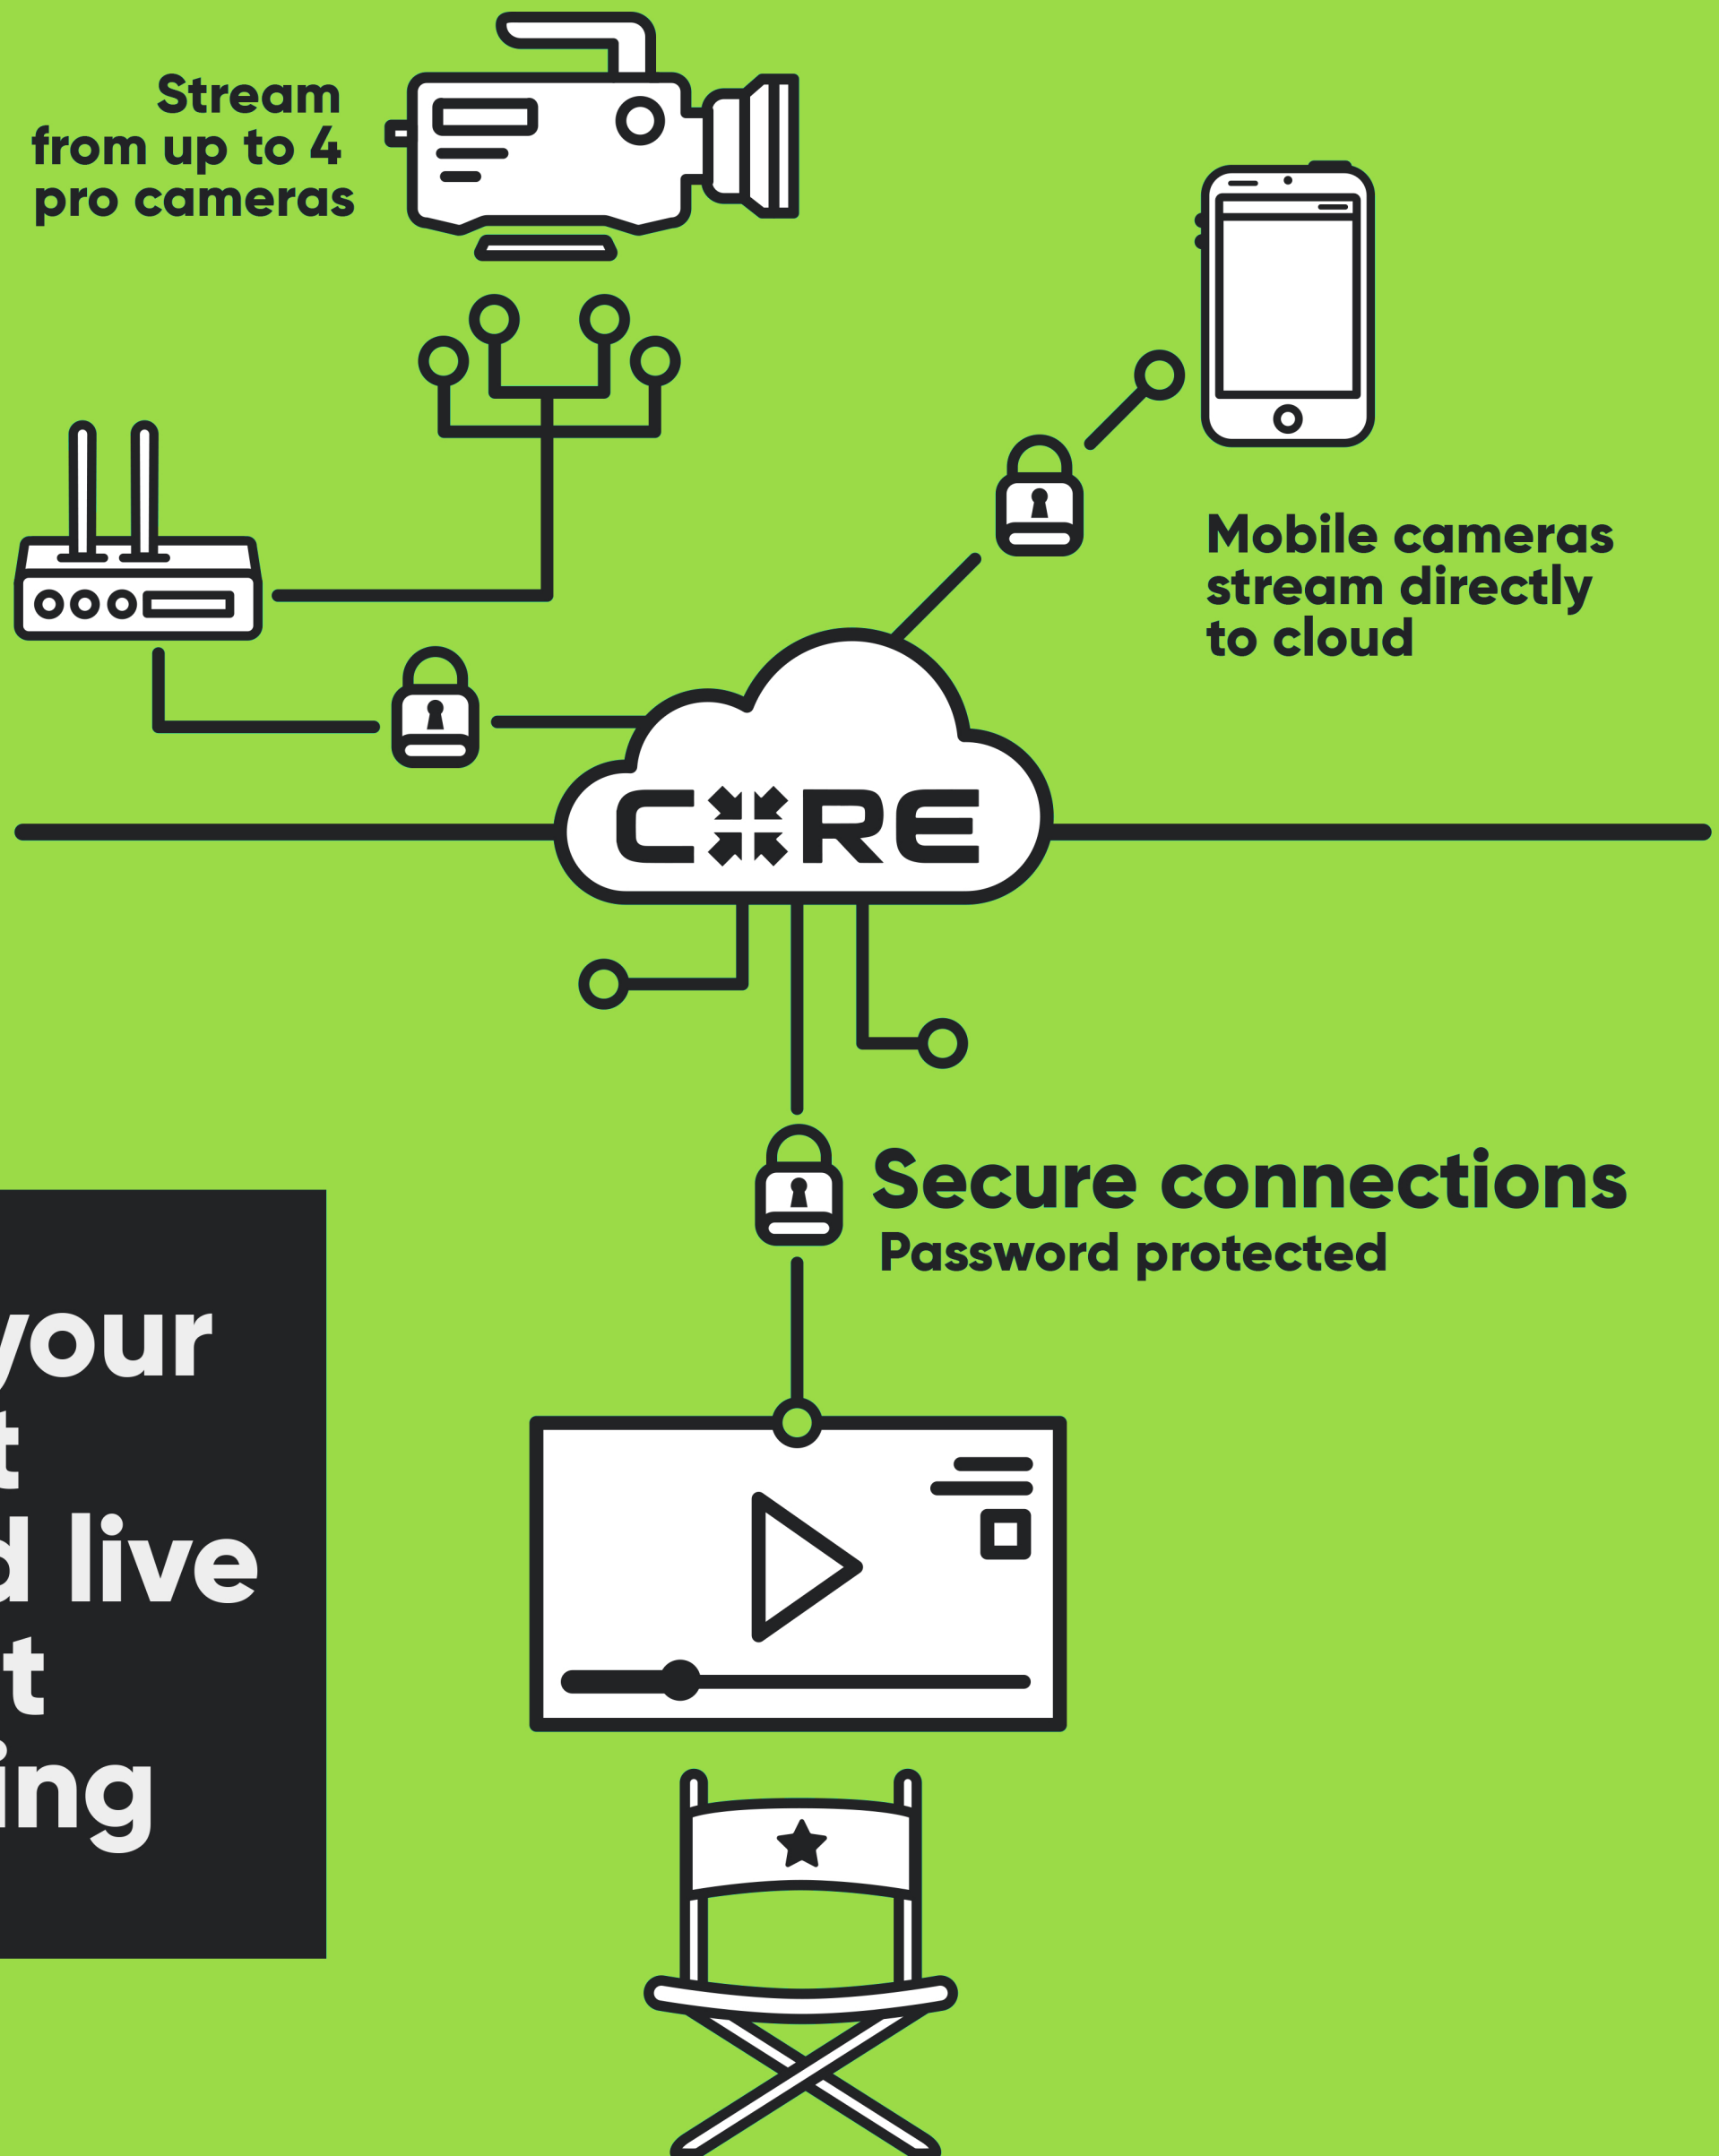 Stream
from up to 4
pro cameras
Mobile cameras
stream directly
to cloud
CORE
Secure connections
Password protected
your
live